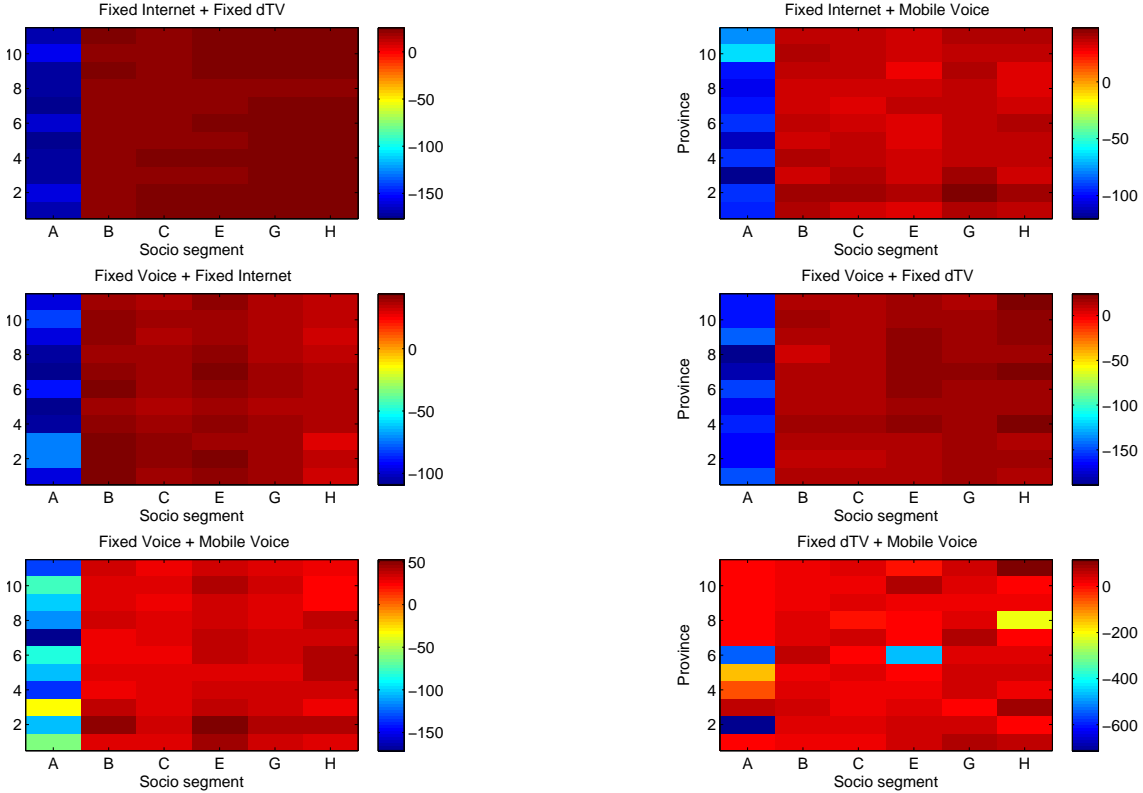 Fixed Internet + Fixed dTV
10
8
6
4
2
A B C E G H
Socio segment
0
−50
−100
−150
Fixed Internet + Mobile Voice
Province
10
8
6
4
2
A B C E G H
Socio segment
0
−50
−100
Fixed Voice + Fixed Internet
10
8
6
4
2
A B C E G H
Socio segment
0
−50
−100
Fixed Voice + Fixed dTV
Province
10
8
6
4
2
A B C E G H
Socio segment
0
−50
−100
−150
Fixed Voice + Mobile Voice
10
8
6
4
2
A B C E G H
Socio segment
50
0
−50
−100
−150
Fixed dTV + Mobile Voice
Province
10
8
6
4
2
A B C E G H
Socio segment
0
−200
−400
−600